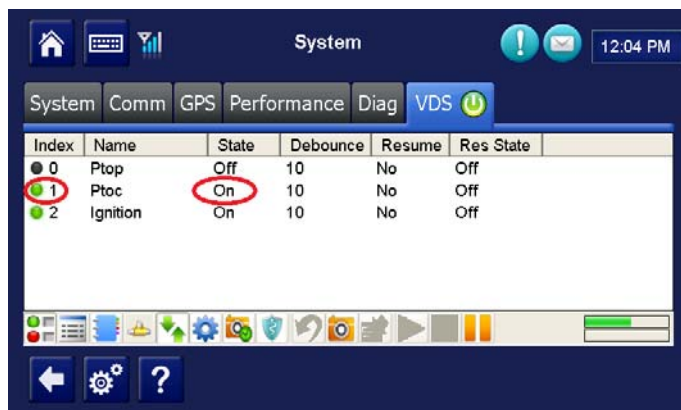 System
12:04 PM
System Comm GPS Performance Diag VDS
Index Name State Debounce Resume Res State
0 Ptop Off 10 No Off
1 Ptoc On 10 No Off
2 Ignition On 10 No Off
?